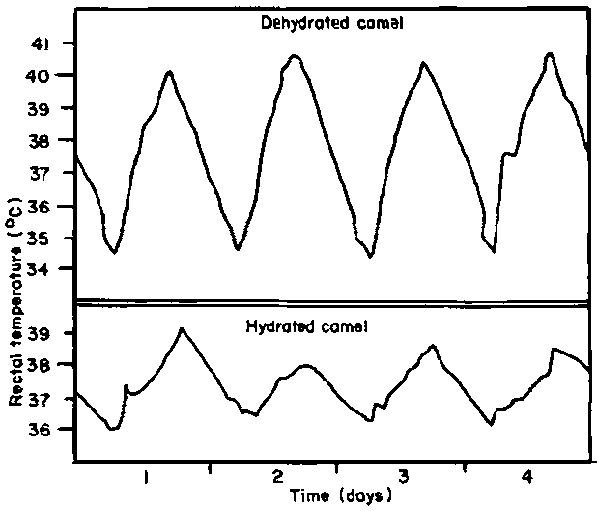 Dehydrated camel
41
40
39
38
37
36
35
34
Rectal temperature (°C)
Hydrated camel
39
38
37
36
1 2 3 4
Time (days)